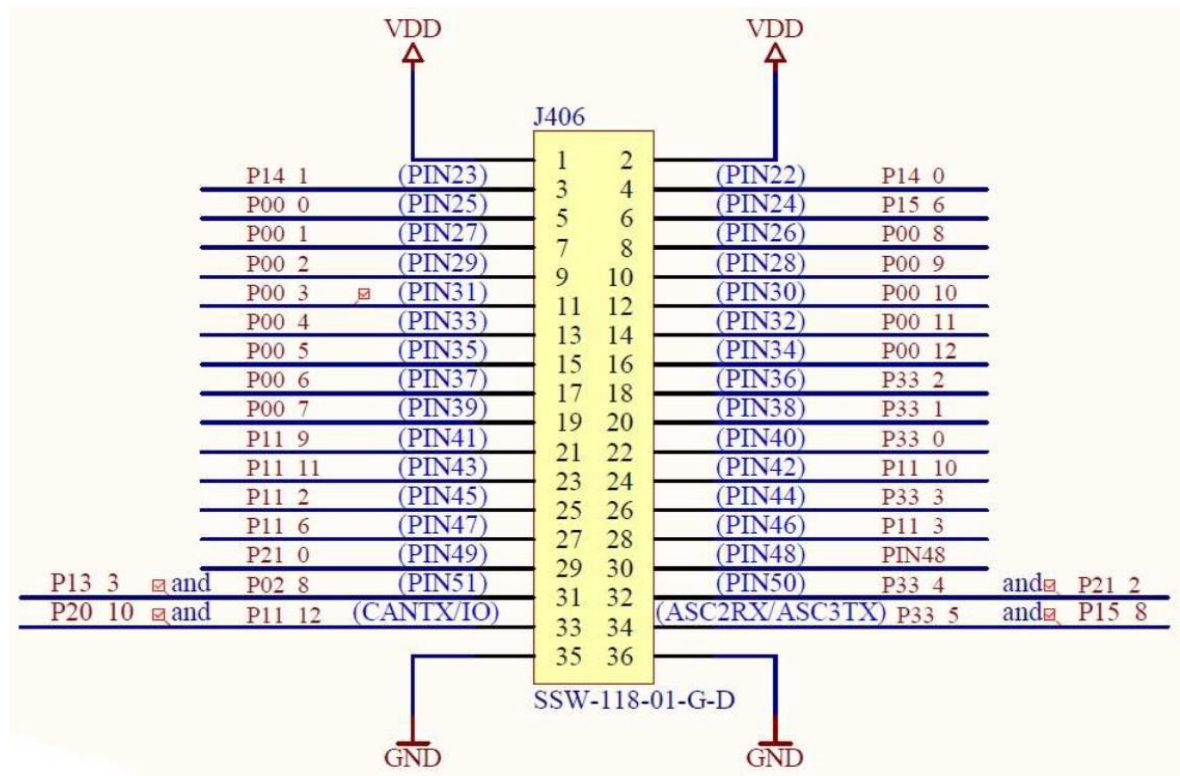 VDD VDD
J406
1 2
P14 1 (PIN23) 3 4 (PIN22) P14 0
P00 0 (PIN25) 5 6 (PIN24) P15 6
P00 1 (PIN27) 7 8 (PIN26) P00 8
P00 2 (PIN29) 9 10 (PIN28) P00 9
P00 3 (PIN31) 11 12 (PIN30) P00 10
P00 4 (PIN33) 13 14 (PIN32) P00 11
P00 5 (PIN35) 15 16 (PIN34) P00 12
P00 6 (PIN37) 17 18 (PIN36) P33 2
P00 7 (PIN39) 19 20 (PIN38) P33 1
P11 9 (PIN41) 21 22 (PIN40) P33 0
P11 11 (PIN43) 23 24 (PIN42) P11 10
P11 2 (PIN45) 25 26 (PIN44) P33 3
P11 6 (PIN47) 27 28 (PIN46) P11 3
P21 0 (PIN49) 29 30 (PIN48) PIN48
P13 3 and P02 8 (PIN51) 31 32 (PIN50) P33 4 and P21 2
P20 10 and P11 12 (CANTX/IO) 33 34 (ASC2RX/ASC3TX) P33 5 and P15 8
35 36
SSW-118-01-G-D
GND GND